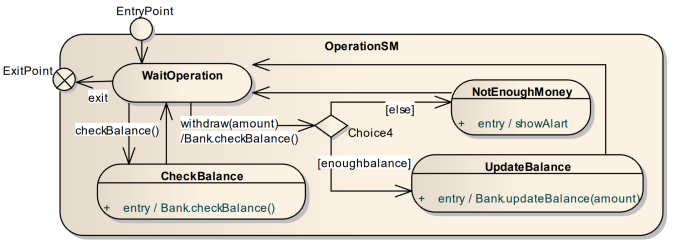 EntryPoint
OperationSM
ExitPoint
WaitOperation
exit
NotEnoughMoney
[else]
+ entry / showAlart
checkBalance()
withdraw(amount)
/Bank.checkBalance()
Choice4
[enoughbalance]
UpdateBalance
+ entry / Bank.updateBalance(amount)
CheckBalance
+ entry / Bank.checkBalance()